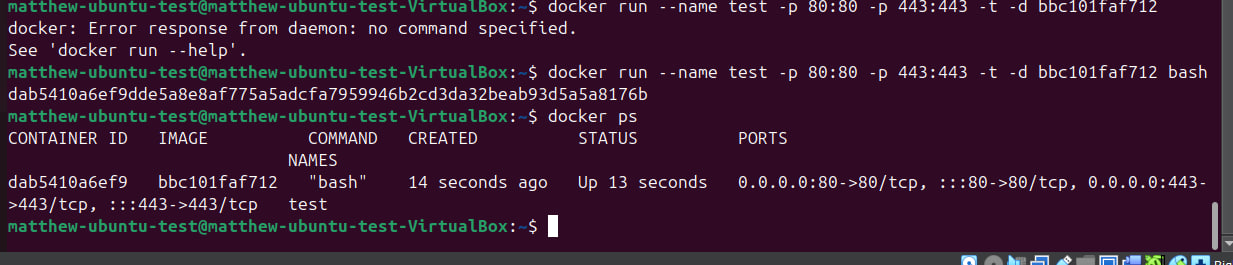 matthew-ubuntu-test@matthew-ubuntu-test-VirtualBox:~$ docker run --name test -p 80:80 -p 443:443 -t -d bbc101faf712
docker: Error response from daemon: no command specified.
See 'docker run --help'.
matthew-ubuntu-test@matthew-ubuntu-test-VirtualBox:~$ docker run --name test -p 80:80 -p 443:443 -t -d bbc101faf712 bash
dab5410a6ef9dde5a8e8af775a5adcfa7959946b2cd3da32beab93d5a5a8176b
matthew-ubuntu-test@matthew-ubuntu-test-VirtualBox:~$ docker ps
CONTAINER ID   IMAGE          COMMAND   CREATED          STATUS          PORTS
NAMES
dab5410a6ef9   bbc101faf712   "bash"    14 seconds ago   Up 13 seconds   0.0.0.0:80->80/tcp, :::80->80/tcp, 0.0.0.0:443-
>443/tcp, :::443->443/tcp   test
matthew-ubuntu-test@matthew-ubuntu-test-VirtualBox:~$